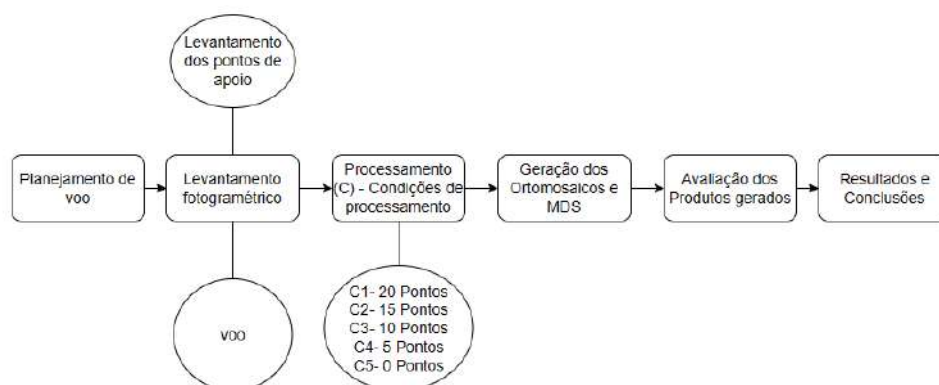 Levantamento
dos pontos de
apoio
Planejamento de
voo
Levantamento
fotogramétrico
Processamento
(C) - Condições de
processamento
Geração dos
Ortomosaicos e
MDS
Avaliação dos
Produtos gerados
Resultados e
Conclusões
voo
C1- 20 Pontos
C2- 15 Pontos
C3- 10 Pontos
C4- 5 Pontos
C5- 0 Pontos